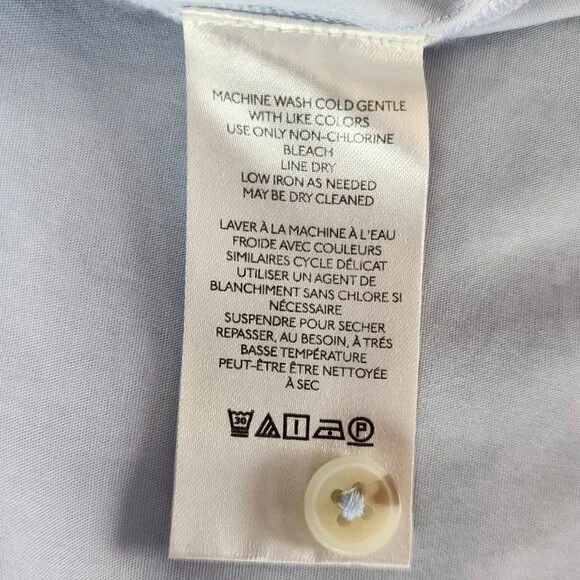 MACHINE WASH COLD GENTLE
WITH LIKE COLORS
USE ONLY NON-CHLORINE
BLEACH
LINE DRY
LOW IRON AS NEEDED
MAY BE DRY CLEANED
LAVER À LA MACHINE À L'EAU
FROIDE AVEC COULEURS
SIMILAIRES CYCLE DÉLICAT
UTILISER UN AGENT DE
BLANCHIMENT SANS CHLORE SI
NÉCESSAIRE
SUSPENDRE POUR SECHER
REPASSER, AU BESOIN, À TRÉS
BASSE TEMPÉRATURE
PEUT-ÊTRE ÊTRE NETTOYÉE
À SEC
30 P